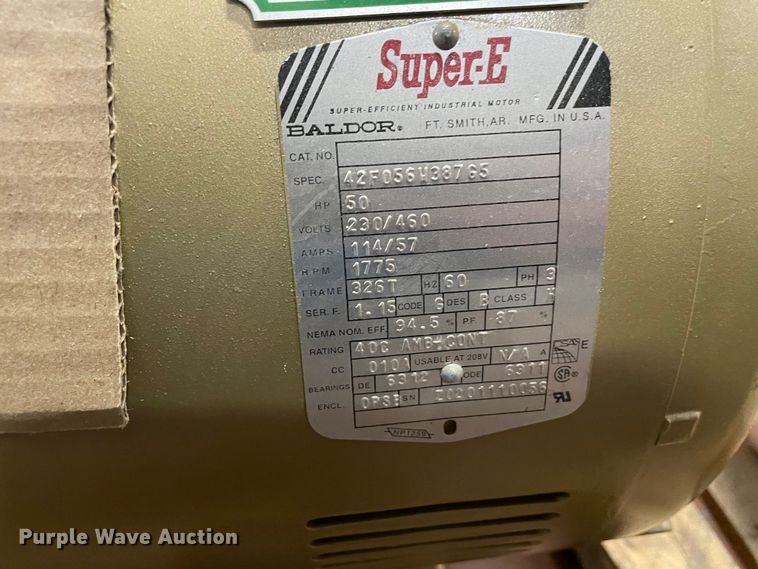 Super-E
SUPER-EFFICIENT INDUSTRIAL MOTOR
BALDOR® FT. SMITH, AR. MFG. IN U.S.A.
CAT. NO.
SPEC. 42F056W387G5
HP 50
VOLTS 230/460
AMPS 114/57
R.P.M. 1775
FRAME 326T HZ 60 PH 3
SER. F. 1.15 CODE G DES B CLASS H
NEMA NOM. EFF. 94.5 % P.F. 87 %
RATING 40C AMB-CONT
CC 010A USABLE AT 208V N/A A
BEARINGS DE 6312 ODE 6311
ENCL. OPSB SN Z0201110056
NP1259
Purple Wave Auction